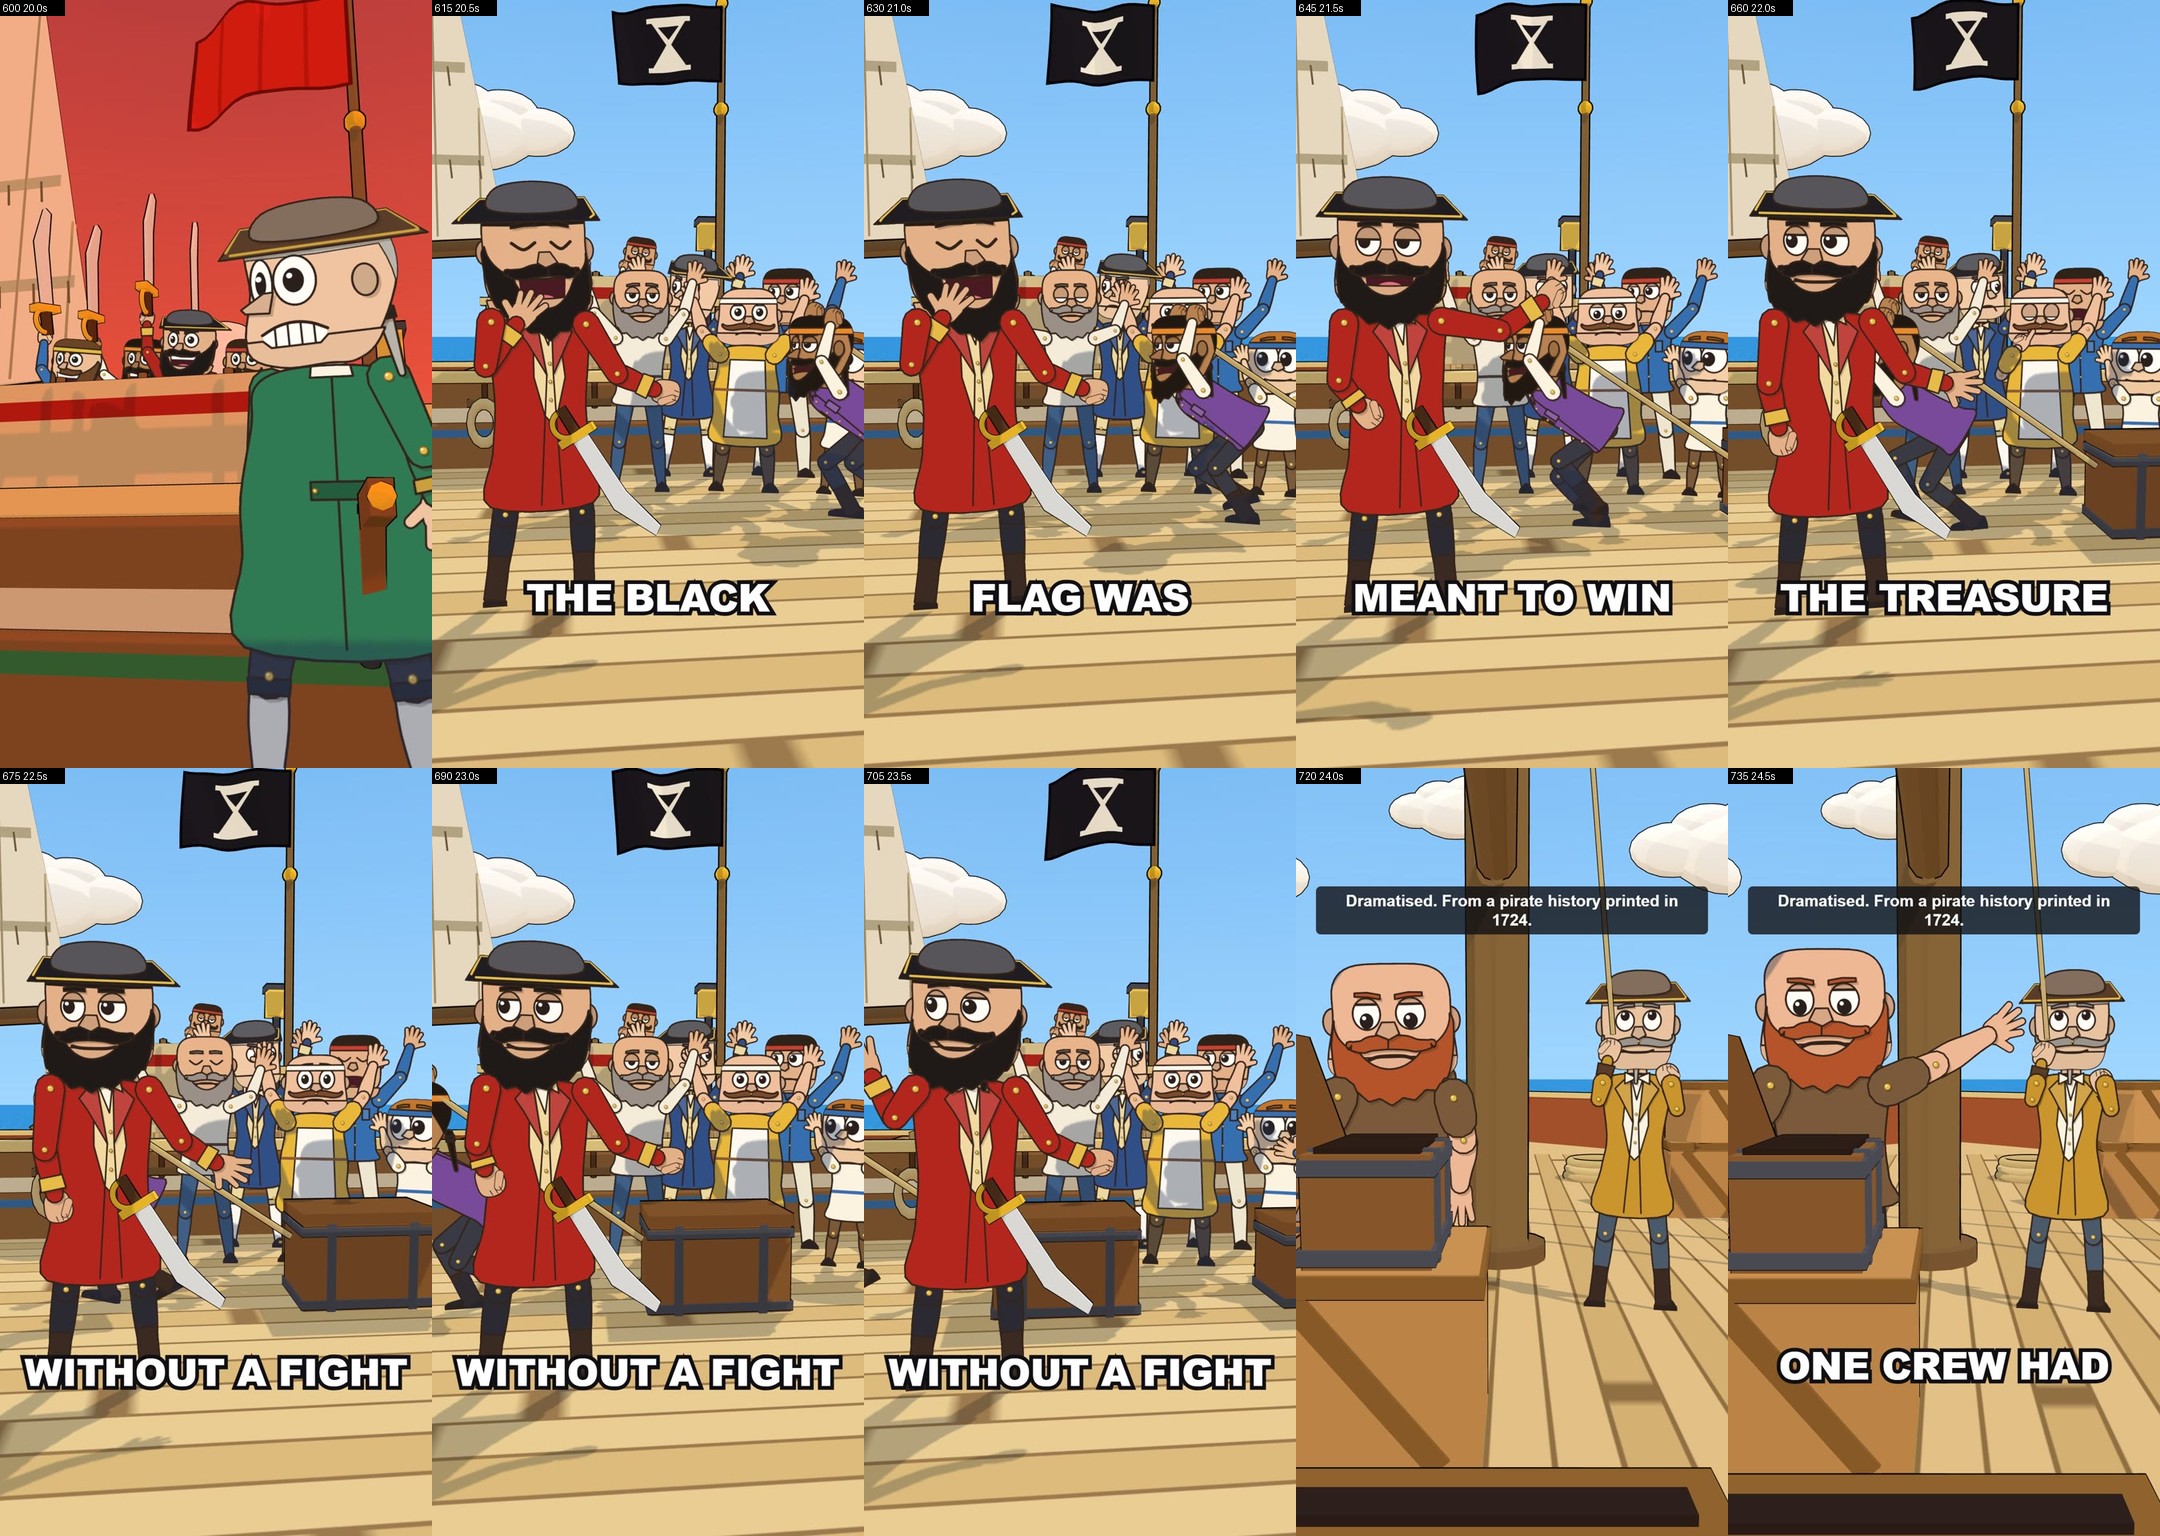 600 20.0s
615 20.5s
630 21.0s
645 21.5s
660 22.0s
THE BLACK
FLAG WAS
MEANT TO WIN
THE TREASURE
675 22.5s
690 23.0s
705 23.5s
720 24.0s
735 24.5s
Dramatised. From a pirate history printed in
1724.
Dramatised. From a pirate history printed in
1724.
WITHOUT A FIGHT
WITHOUT A FIGHT
WITHOUT A FIGHT
ONE CREW HAD